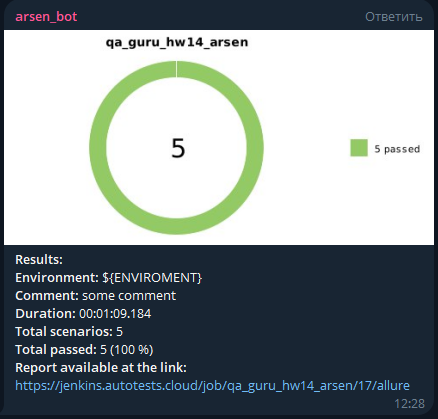 arsen_bot Ответить
qa_guru_hw14_arsen
5
5 passed
Results:
Environment: ${ENVIROMENT}
Comment: some comment
Duration: 00:01:09.184
Total scenarios: 5
Total passed: 5 (100 %)
Report available at the link:
https://jenkins.autotests.cloud/job/qa_guru_hw14_arsen/17/allure
12:28